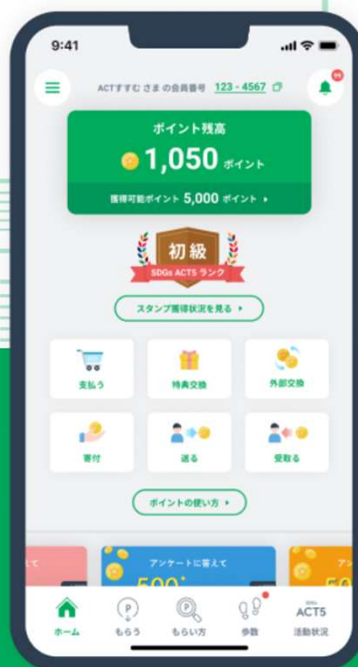 9:41
ACTすすむ さま の会員番号 123 - 4567
ポイント残高
1,050 ポイント
獲得可能ポイント 5,000 ポイント
初級
SDGs ACT5 ランク
スタンプ獲得状況を見る
支払う
特典交換
外部交換
寄付
送る
受取る
ポイントの使い方
アンケートに答えて
500
ホーム
もらう
もらい方
歩数
ACT5
活動状況